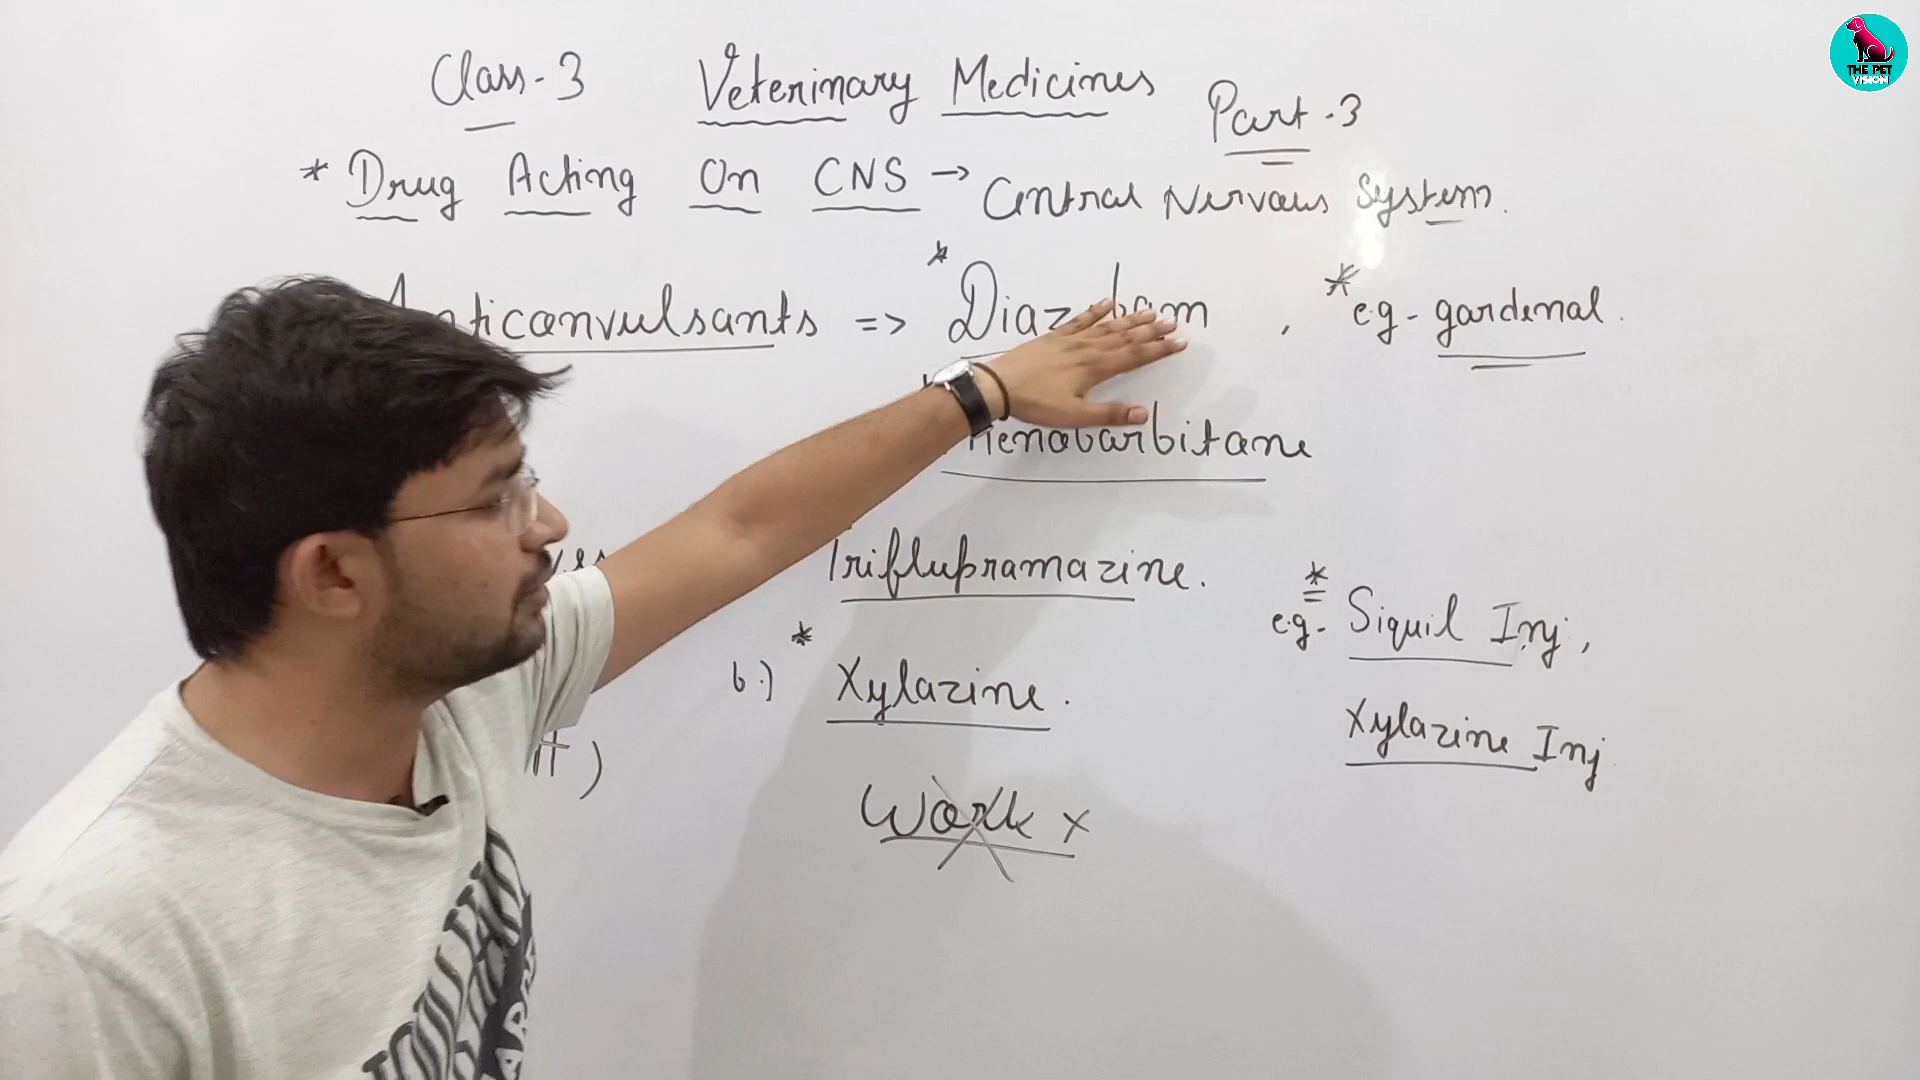 Class-3 Veterinary Medicines Part-3
THE PET
VISION
* Drug Acting On CNS → Central Nervous System.
Anticonvulsants => * Diazepam , * e.g- gardenal.
Phenobarbitane
Triflupramazine.
b.) * Xylazine.
* e.g- Siquil Inj,
Xylazine Inj
Work x